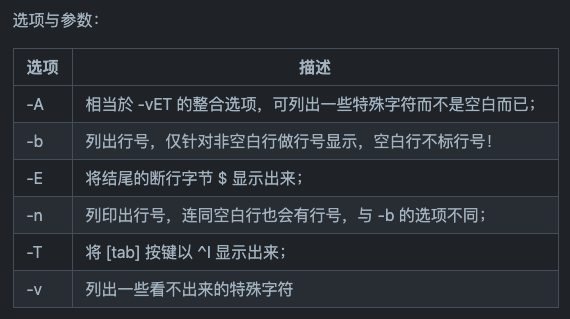 选项与参数：
选项 描述
-A 相当於 -vET 的整合选项，可列出一些特殊字符而不是空白而已；
-b 列出行号，仅针对非空白行做行号显示，空白行不标行号！
-E 将结尾的断行字节 $ 显示出来；
-n 列印出行号，连同空白行也会有行号，与 -b 的选项不同；
-T 将 [tab] 按键以 ^I 显示出来；
-v 列出一些看不出来的特殊字符